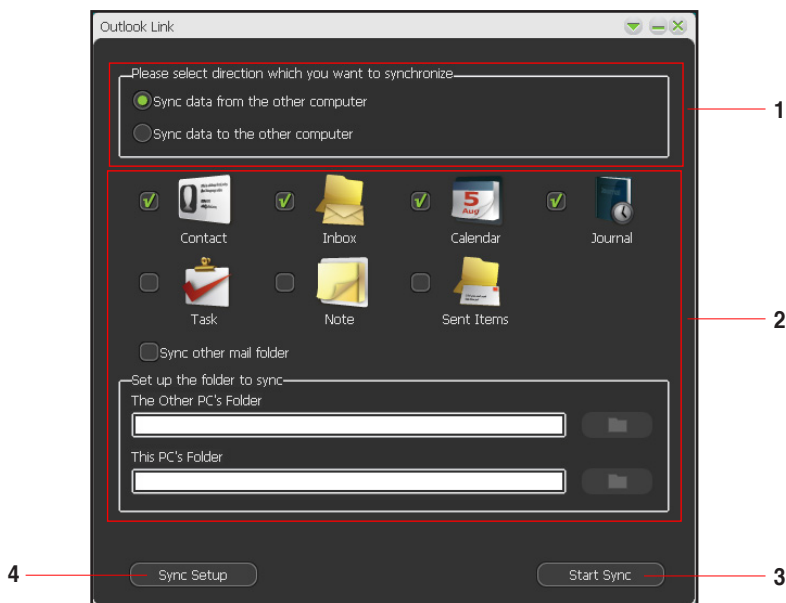 Outlook Link
Please select direction which you want to synchronize
Sync data from the other computer
1
Sync data to the other computer
5
Aug
Contact
Inbox
Calendar
Journal
Task
Note
Sent Items
2
Sync other mail folder
Set up the folder to sync
The Other PC's Folder
This PC's Folder
4
Sync Setup
Start Sync
3